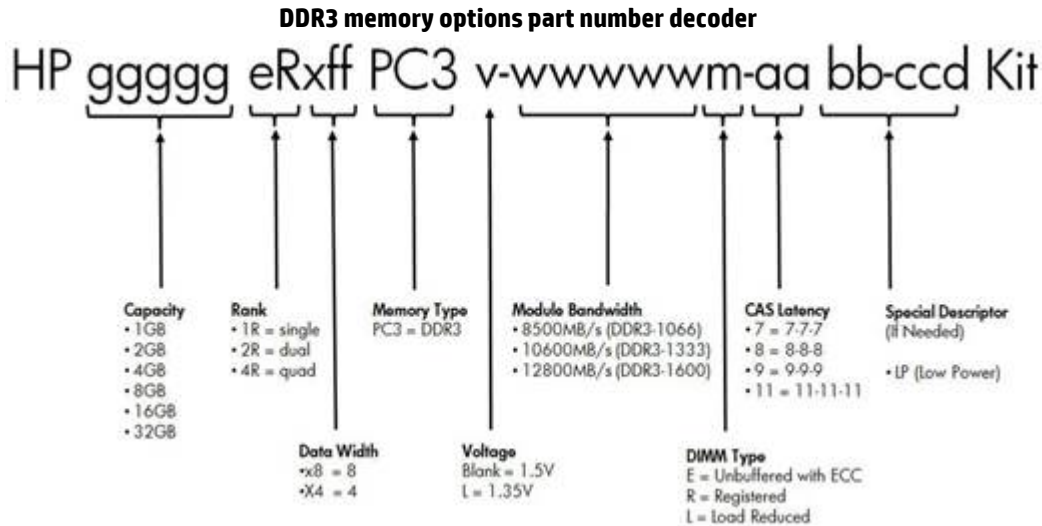 DDR3 memory options part number decoder
HP ggggg eRxff PC3 v-wwwwwm-aa bb-ccd Kit
Capacity
• 1GB
• 2GB
• 4GB
• 8GB
• 16GB
• 32GB
Rank
• 1R = single
• 2R = dual
• 4R = quad
Memory Type
PC3 = DDR3
Module Bandwidth
• 8500MB/s (DDR3-1066)
• 10600MB/s (DDR3-1333)
• 12800MB/s (DDR3-1600)
CAS Latency
• 7 = 7-7-7
• 8 = 8-8-8
• 9 = 9-9-9
• 11 = 11-11-11
Special Descriptor
(If Needed)
• LP (Low Power)
Data Width
•x8 = 8
•X4 = 4
Voltage
Blank = 1.5V
L = 1.35V
DIMM Type
E = Unbuffered with ECC
R = Registered
L = Load Reduced